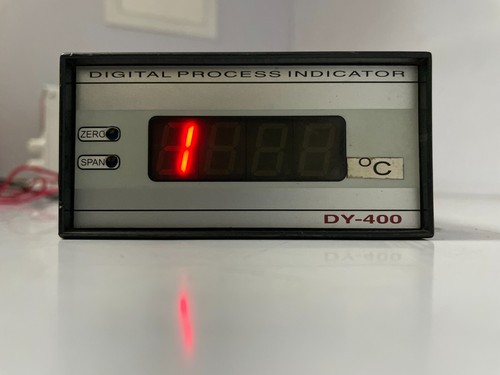 DIGITAL PROCESS INDICATOR
ZERO
1
SPAN
°C
DY-400